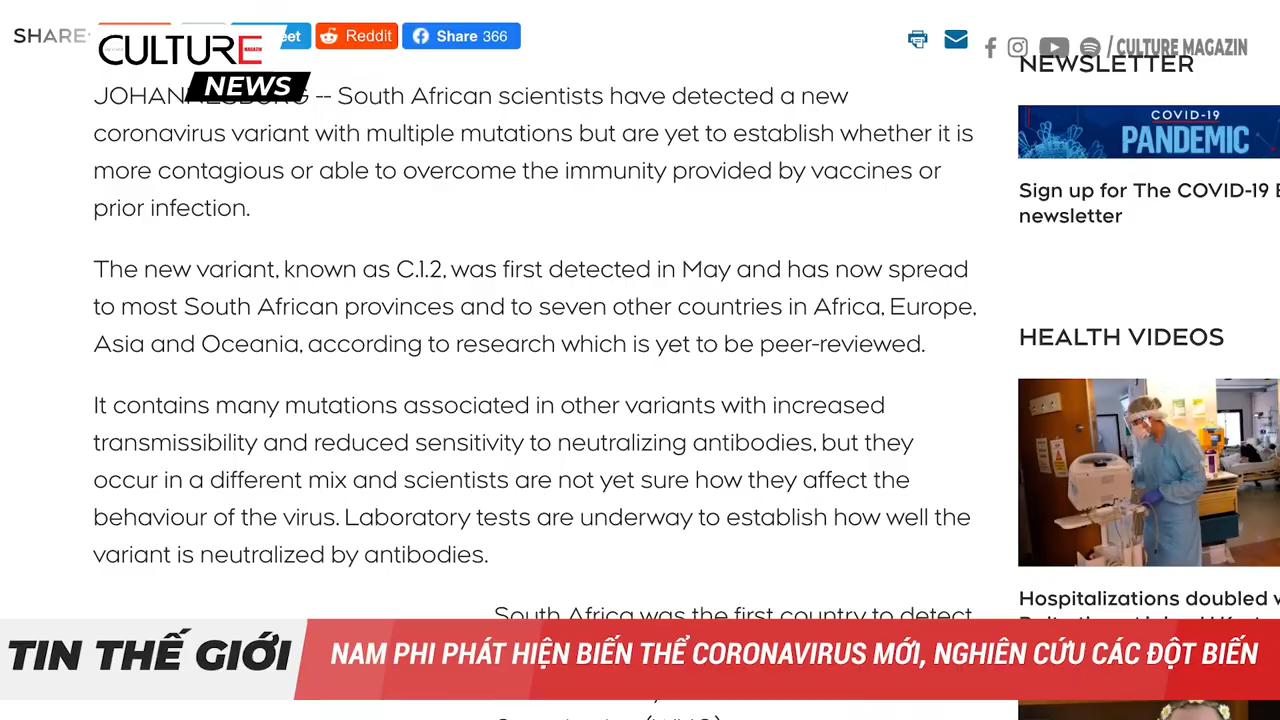 SHARE:
eet
Reddit
Share 366
CULTURE
MAGAZIN
NEWS
/ CULTURE MAGAZIN
JOHANNESBURG -- South African scientists have detected a new
coronavirus variant with multiple mutations but are yet to establish whether it is
more contagious or able to overcome the immunity provided by vaccines or
prior infection.
The new variant, known as C.1.2, was first detected in May and has now spread
to most South African provinces and to seven other countries in Africa, Europe,
Asia and Oceania, according to research which is yet to be peer-reviewed.
It contains many mutations associated in other variants with increased
transmissibility and reduced sensitivity to neutralizing antibodies, but they
occur in a different mix and scientists are not yet sure how they affect the
behaviour of the virus. Laboratory tests are underway to establish how well the
variant is neutralized by antibodies.
South Africa was the first country to detect
NEWSLETTER
COVID-19
PANDEMIC
Sign up for The COVID-19 B
newsletter
HEALTH VIDEOS
Hospitalizations doubled w
TIN THẾ GIỚI
NAM PHI PHÁT HIỆN BIẾN THỂ CORONAVIRUS MỚI, NGHIÊN CỨU CÁC ĐỘT BIẾN